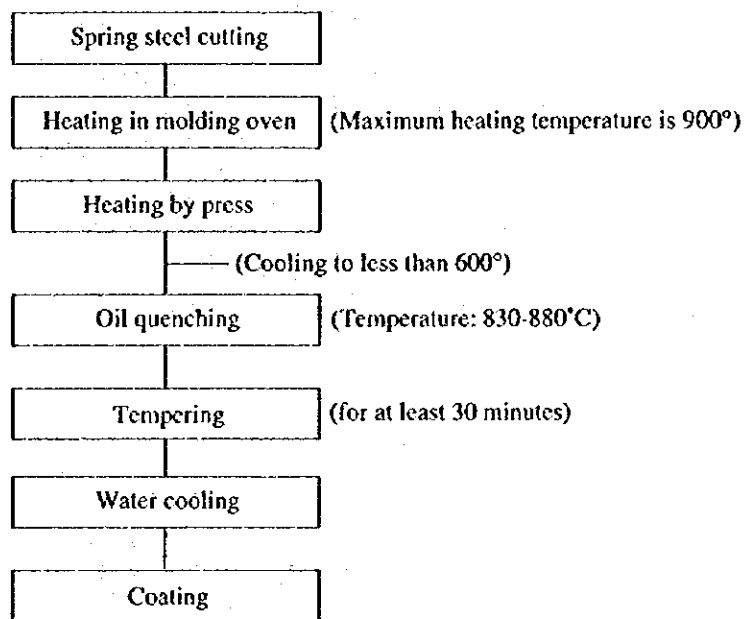 Spring steel cutting
Heating in molding oven (Maximum heating temperature is 900°)
Heating by press
(Cooling to less than 600°)
Oil quenching (Temperature: 830-880°C)
Tempering (for at least 30 minutes)
Water cooling
Coating